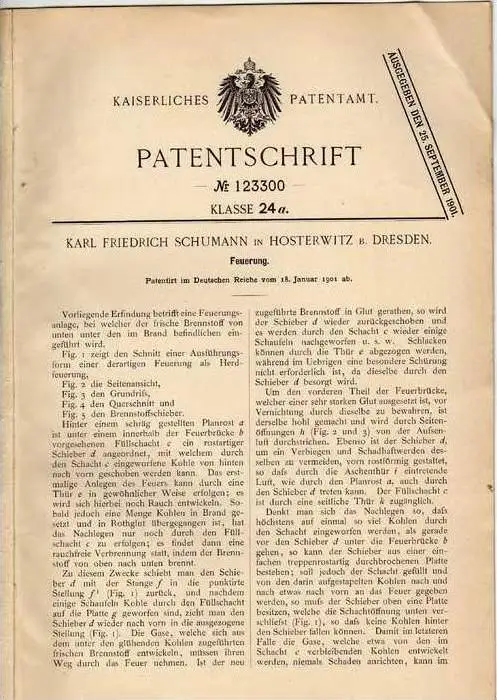 KAISERLICHES PATENTAMT.
AUSGEGEBEN DEN 25. SEPTEMBER 1901.
PATENTSCHRIFT
— № 123300 —
KLASSE 24 a.
KARL FRIEDRICH SCHUMANN IN HOSTERWITZ B. DRESDEN.
Feuerung.
Patentirt im Deutschen Reiche vom 18. Januar 1901 ab.
Vorliegende Erfindung betrifft eine Feuerungs-
anlage, bei welcher der frische Brennstoff von
unten unter den im Brand befindlichen ein-
geführt wird.
Fig. 1 zeigt den Schnitt einer Ausführungs-
form einer derartigen Feuerung als Herd-
feuerung,
Fig. 2 die Seitenansicht,
Fig. 3 den Grundriſs,
Fig. 4 den Querschnitt und
Fig. 5 den Brennstoffschieber.
Hinter einem schräg gestellten Planrost a
ist unter einem innerhalb der Feuerbrücke b
vorgesehenen Füllschacht c ein rostartiger
Schieber d angeordnet, mit welchem durch
den Schacht c eingeworfene Kohle von hinten
nach vorn geschoben werden kann. Das erst-
malige Anlegen des Feuers kann durch eine
Thür e in gewöhnlicher Weise erfolgen; es
wird sich hierbei noch Rauch entwickeln. So-
bald jedoch eine Menge Kohlen in Brand ge-
setzt und in Rothglut übergegangen ist, hat
das Nachlegen nur noch durch den Füll-
schacht c zu erfolgen; es findet dann eine
rauchfreie Verbrennung statt, indem der Brenn-
stoff von oben nach unten brennt.
Zu diesem Zwecke schiebt man den Schie-
ber d mit der Stange f in die punktirte
Stellung f¹ (Fig. 1) zurück, und nachdem
einige Schaufeln Kohle durch den Füllschacht
auf die Platte g geworfen sind, zieht man den
Schieber d wieder nach vorn in die ausgezogene
Stellung (Fig. 1). Die Gase, welche sich aus
dem unter den glühenden Kohlen zugeführten
frischen Brennstoff entwickeln, müssen ihren
Weg durch das Feuer nehmen. Ist der neu
zugeführte Brennstoff in Glut gerathen, so wird
der Schieber d wieder zurückgeschoben und
es werden durch den Schacht c wieder einige
Schaufeln nachgeworfen u. s. w. Schlacken
können durch die Thür e abgezogen werden,
während im Uebrigen eine besondere Schürung
nicht erforderlich ist, da dieselbe durch den
Schieber d besorgt wird.
Um den vorderen Theil der Feuerbrücke,
welcher einer sehr starken Glut ausgesetzt ist, vor
Vernichtung durch dieselbe zu bewahren, ist
derselbe hohl gemacht und wird durch Seiten-
öffnungen h (Fig. 2 und 3) von der Auſsen-
luft durchstrichen. Ebenso ist der Schieber d,
um ein Verbiegen und Schadhaftwerden des-
selben zu vermeiden, vorn rostförmig gestaltet,
so daſs durch die Aschenthür i eintretende
Luft, wie durch den Planrost a, auch durch
den Schieber d treten kann. Der Füllschacht c
ist durch eine seitliche Thür k zugänglich.
Denkt man sich das Nachlegen so, daſs
höchstens auf einmal so viel Kohlen durch
den Schacht eingeworfen werden, als gerade
vor den Schieber d unter die Feuerbrücke b
gehen, so kann der Schieber aus einer ein-
fachen treppenrostartig durchbrochenen Platte
bestehen; soll jedoch der Schacht gefüllt und
von den darin aufgestapelten Kohlen nach und
nach etwas nach vorn an das Feuer gegeben
werden, so muſs der Schieber oben eine Platte
besitzen, welche die Schachtöffnung unten ver-
schlieſst (Fig. 1), so daſs keine Kohlen hinter
den Schieber fallen können. Damit im letzteren
Falle die Gase, welche etwa von den im
Schacht c verbleibenden Kohlen entwickelt
werden, niemals Schaden anrichten, kann im